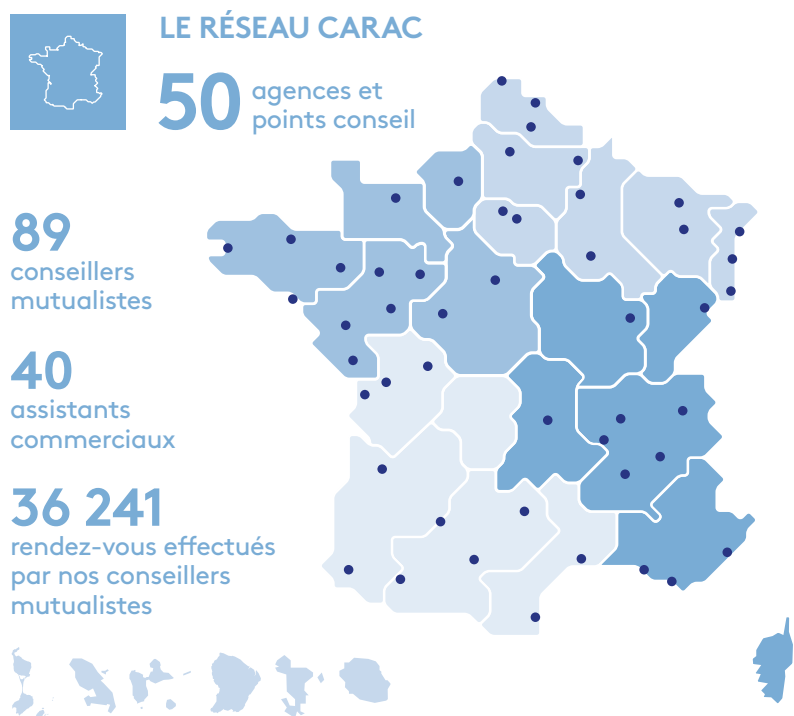 LE RÉSEAU CARAC
50 agences et
points conseil
89
conseillers
mutualistes
40
assistants
commerciaux
36 241
rendez-vous effectués
par nos conseillers
mutualistes